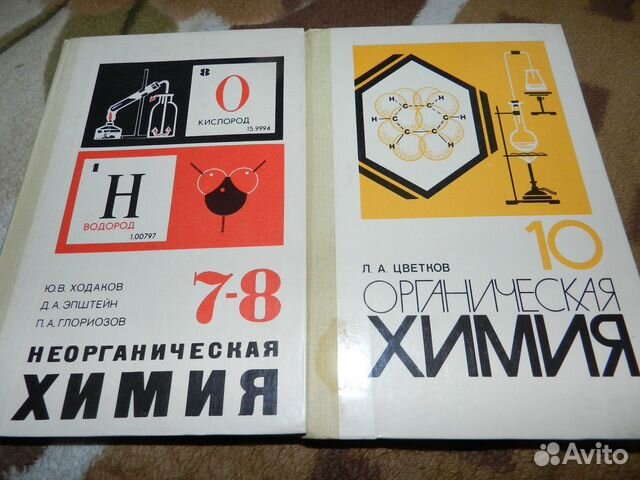 8
О
КИСЛОРОД
15.9994
1
Н
ВОДОРОД
1.00797
Ю.В. ХОДАКОВ
Д.А. ЭПШТЕЙН
П.А. ГЛОРИОЗОВ
7-8
НЕОРГАНИЧЕСКАЯ
ХИМИЯ
H
H
C
C
H
C
C
H
C
C
H
H
10
Л. А. ЦВЕТКОВ
ОРГАНИЧЕСКАЯ
ХИМИЯ
Avito